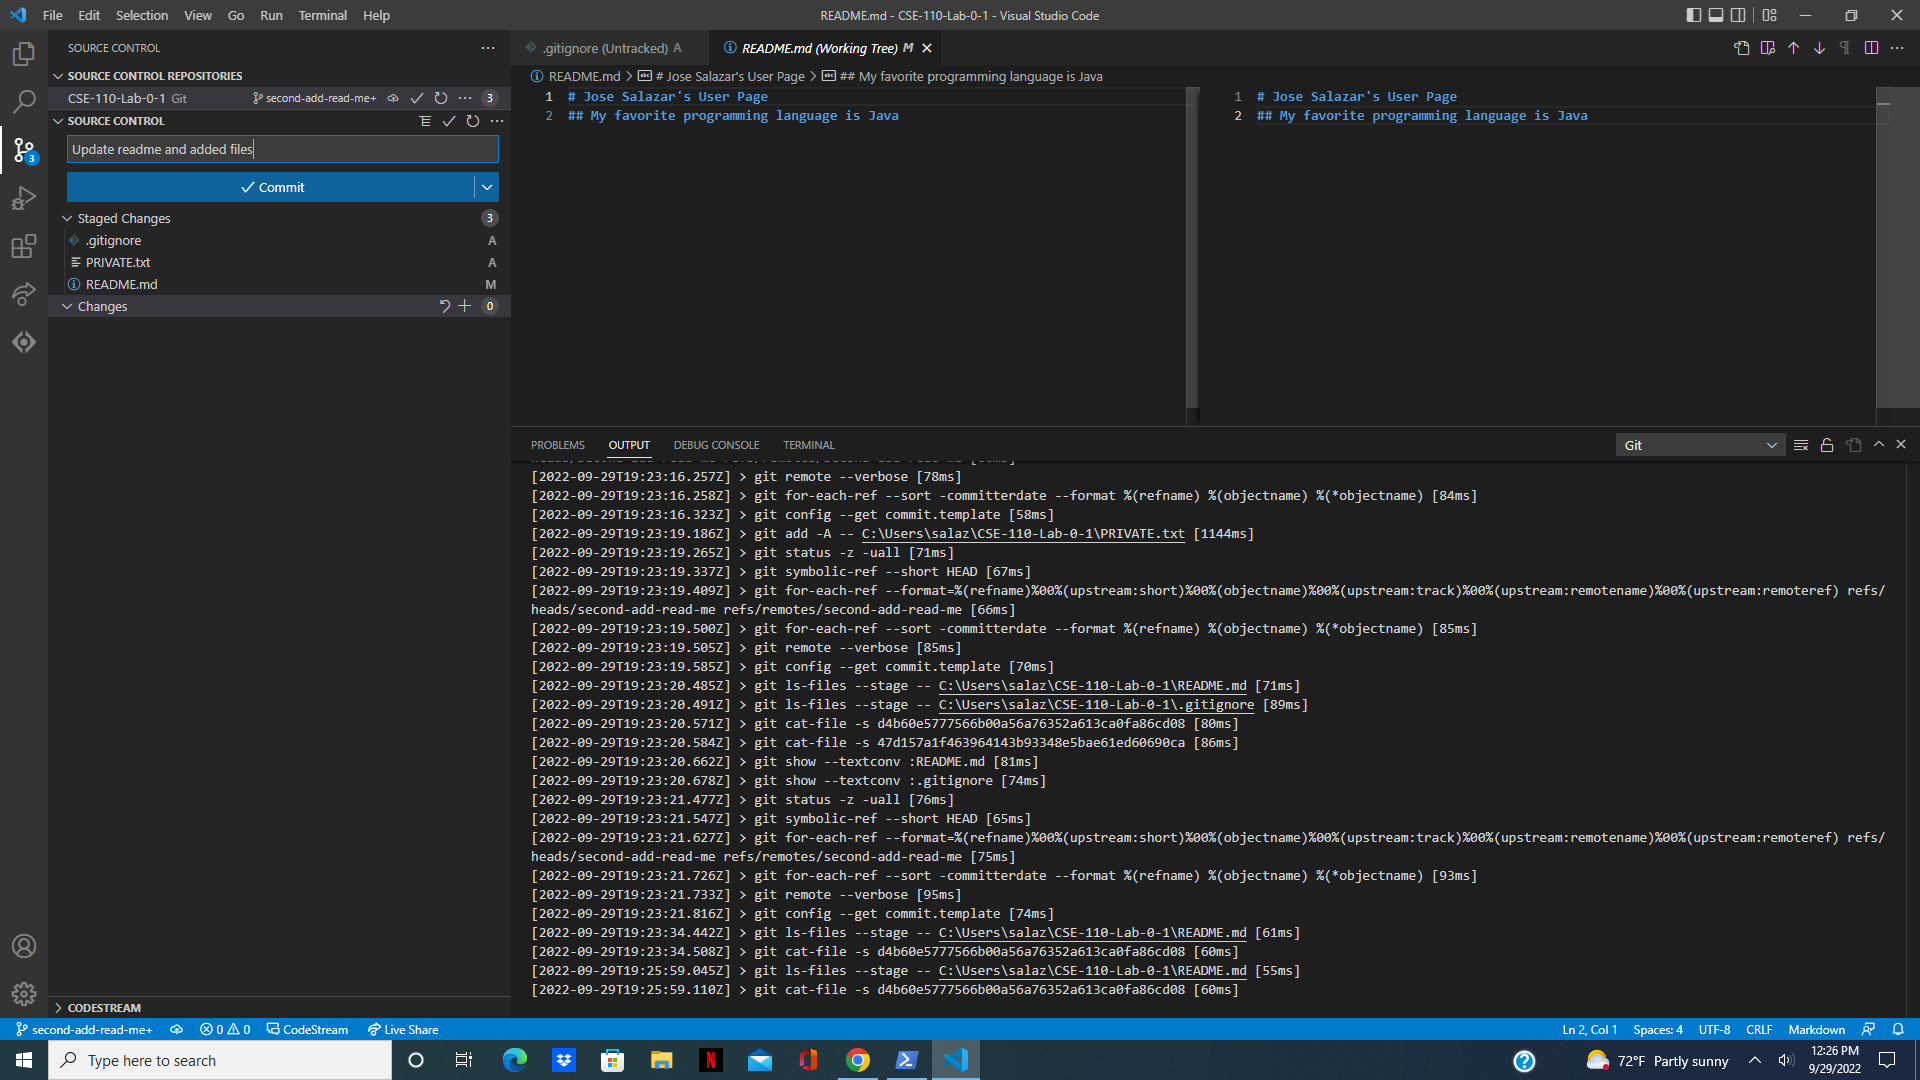 File Edit Selection View Go Run Terminal Help
README.md - CSE-110-Lab-0-1 - Visual Studio Code
SOURCE CONTROL
SOURCE CONTROL REPOSITORIES
CSE-110-Lab-0-1 Git second-add-read-me+ 3
SOURCE CONTROL
Update readme and added files
Commit
Staged Changes 3
.gitignore A
PRIVATE.txt A
README.md M
Changes 0
3
CODESTREAM
.gitignore (Untracked) A
README.md (Working Tree) M
README.md > # Jose Salazar's User Page > ## My favorite programming language is Java
1 # Jose Salazar's User Page
2 ## My favorite programming language is Java
1 # Jose Salazar's User Page
2 ## My favorite programming language is Java
PROBLEMS OUTPUT DEBUG CONSOLE TERMINAL
Git
[2022-09-29T19:23:16.257Z] > git remote --verbose [78ms]
[2022-09-29T19:23:16.258Z] > git for-each-ref --sort -committerdate --format %(refname) %(objectname) %(*objectname) [84ms]
[2022-09-29T19:23:16.323Z] > git config --get commit.template [58ms]
[2022-09-29T19:23:19.186Z] > git add -A -- C:\Users\salaz\CSE-110-Lab-0-1\PRIVATE.txt [1144ms]
[2022-09-29T19:23:19.265Z] > git status -z -uall [71ms]
[2022-09-29T19:23:19.337Z] > git symbolic-ref --short HEAD [67ms]
[2022-09-29T19:23:19.409Z] > git for-each-ref --format=%(refname)%00%(upstream:short)%00%(objectname)%00%(upstream:track)%00%(upstream:remotename)%00%(upstream:remoteref) refs/
heads/second-add-read-me refs/remotes/second-add-read-me [66ms]
[2022-09-29T19:23:19.500Z] > git for-each-ref --sort -committerdate --format %(refname) %(objectname) %(*objectname) [85ms]
[2022-09-29T19:23:19.505Z] > git remote --verbose [85ms]
[2022-09-29T19:23:19.585Z] > git config --get commit.template [70ms]
[2022-09-29T19:23:20.485Z] > git ls-files --stage -- C:\Users\salaz\CSE-110-Lab-0-1\README.md [71ms]
[2022-09-29T19:23:20.491Z] > git ls-files --stage -- C:\Users\salaz\CSE-110-Lab-0-1\.gitignore [89ms]
[2022-09-29T19:23:20.571Z] > git cat-file -s d4b60e5777566b00a56a76352a613ca0fa86cd08 [80ms]
[2022-09-29T19:23:20.584Z] > git cat-file -s 47d157a1f463964143b93348e5bae61ed60690ca [86ms]
[2022-09-29T19:23:20.662Z] > git show --textconv :README.md [81ms]
[2022-09-29T19:23:20.678Z] > git show --textconv :.gitignore [74ms]
[2022-09-29T19:23:21.477Z] > git status -z -uall [76ms]
[2022-09-29T19:23:21.547Z] > git symbolic-ref --short HEAD [65ms]
[2022-09-29T19:23:21.627Z] > git for-each-ref --format=%(refname)%00%(upstream:short)%00%(objectname)%00%(upstream:track)%00%(upstream:remotename)%00%(upstream:remoteref) refs/
heads/second-add-read-me refs/remotes/second-add-read-me [75ms]
[2022-09-29T19:23:21.726Z] > git for-each-ref --sort -committerdate --format %(refname) %(objectname) %(*objectname) [93ms]
[2022-09-29T19:23:21.733Z] > git remote --verbose [95ms]
[2022-09-29T19:23:21.816Z] > git config --get commit.template [74ms]
[2022-09-29T19:23:34.442Z] > git ls-files --stage -- C:\Users\salaz\CSE-110-Lab-0-1\README.md [61ms]
[2022-09-29T19:23:34.508Z] > git cat-file -s d4b60e5777566b00a56a76352a613ca0fa86cd08 [60ms]
[2022-09-29T19:25:59.045Z] > git ls-files --stage -- C:\Users\salaz\CSE-110-Lab-0-1\README.md [55ms]
[2022-09-29T19:25:59.110Z] > git cat-file -s d4b60e5777566b00a56a76352a613ca0fa86cd08 [60ms]
second-add-read-me+ 0 0 CodeStream Live Share
Ln 2, Col 1 Spaces: 4 UTF-8 CRLF Markdown
Type here to search
72°F Partly sunny
12:26 PM
9/29/2022